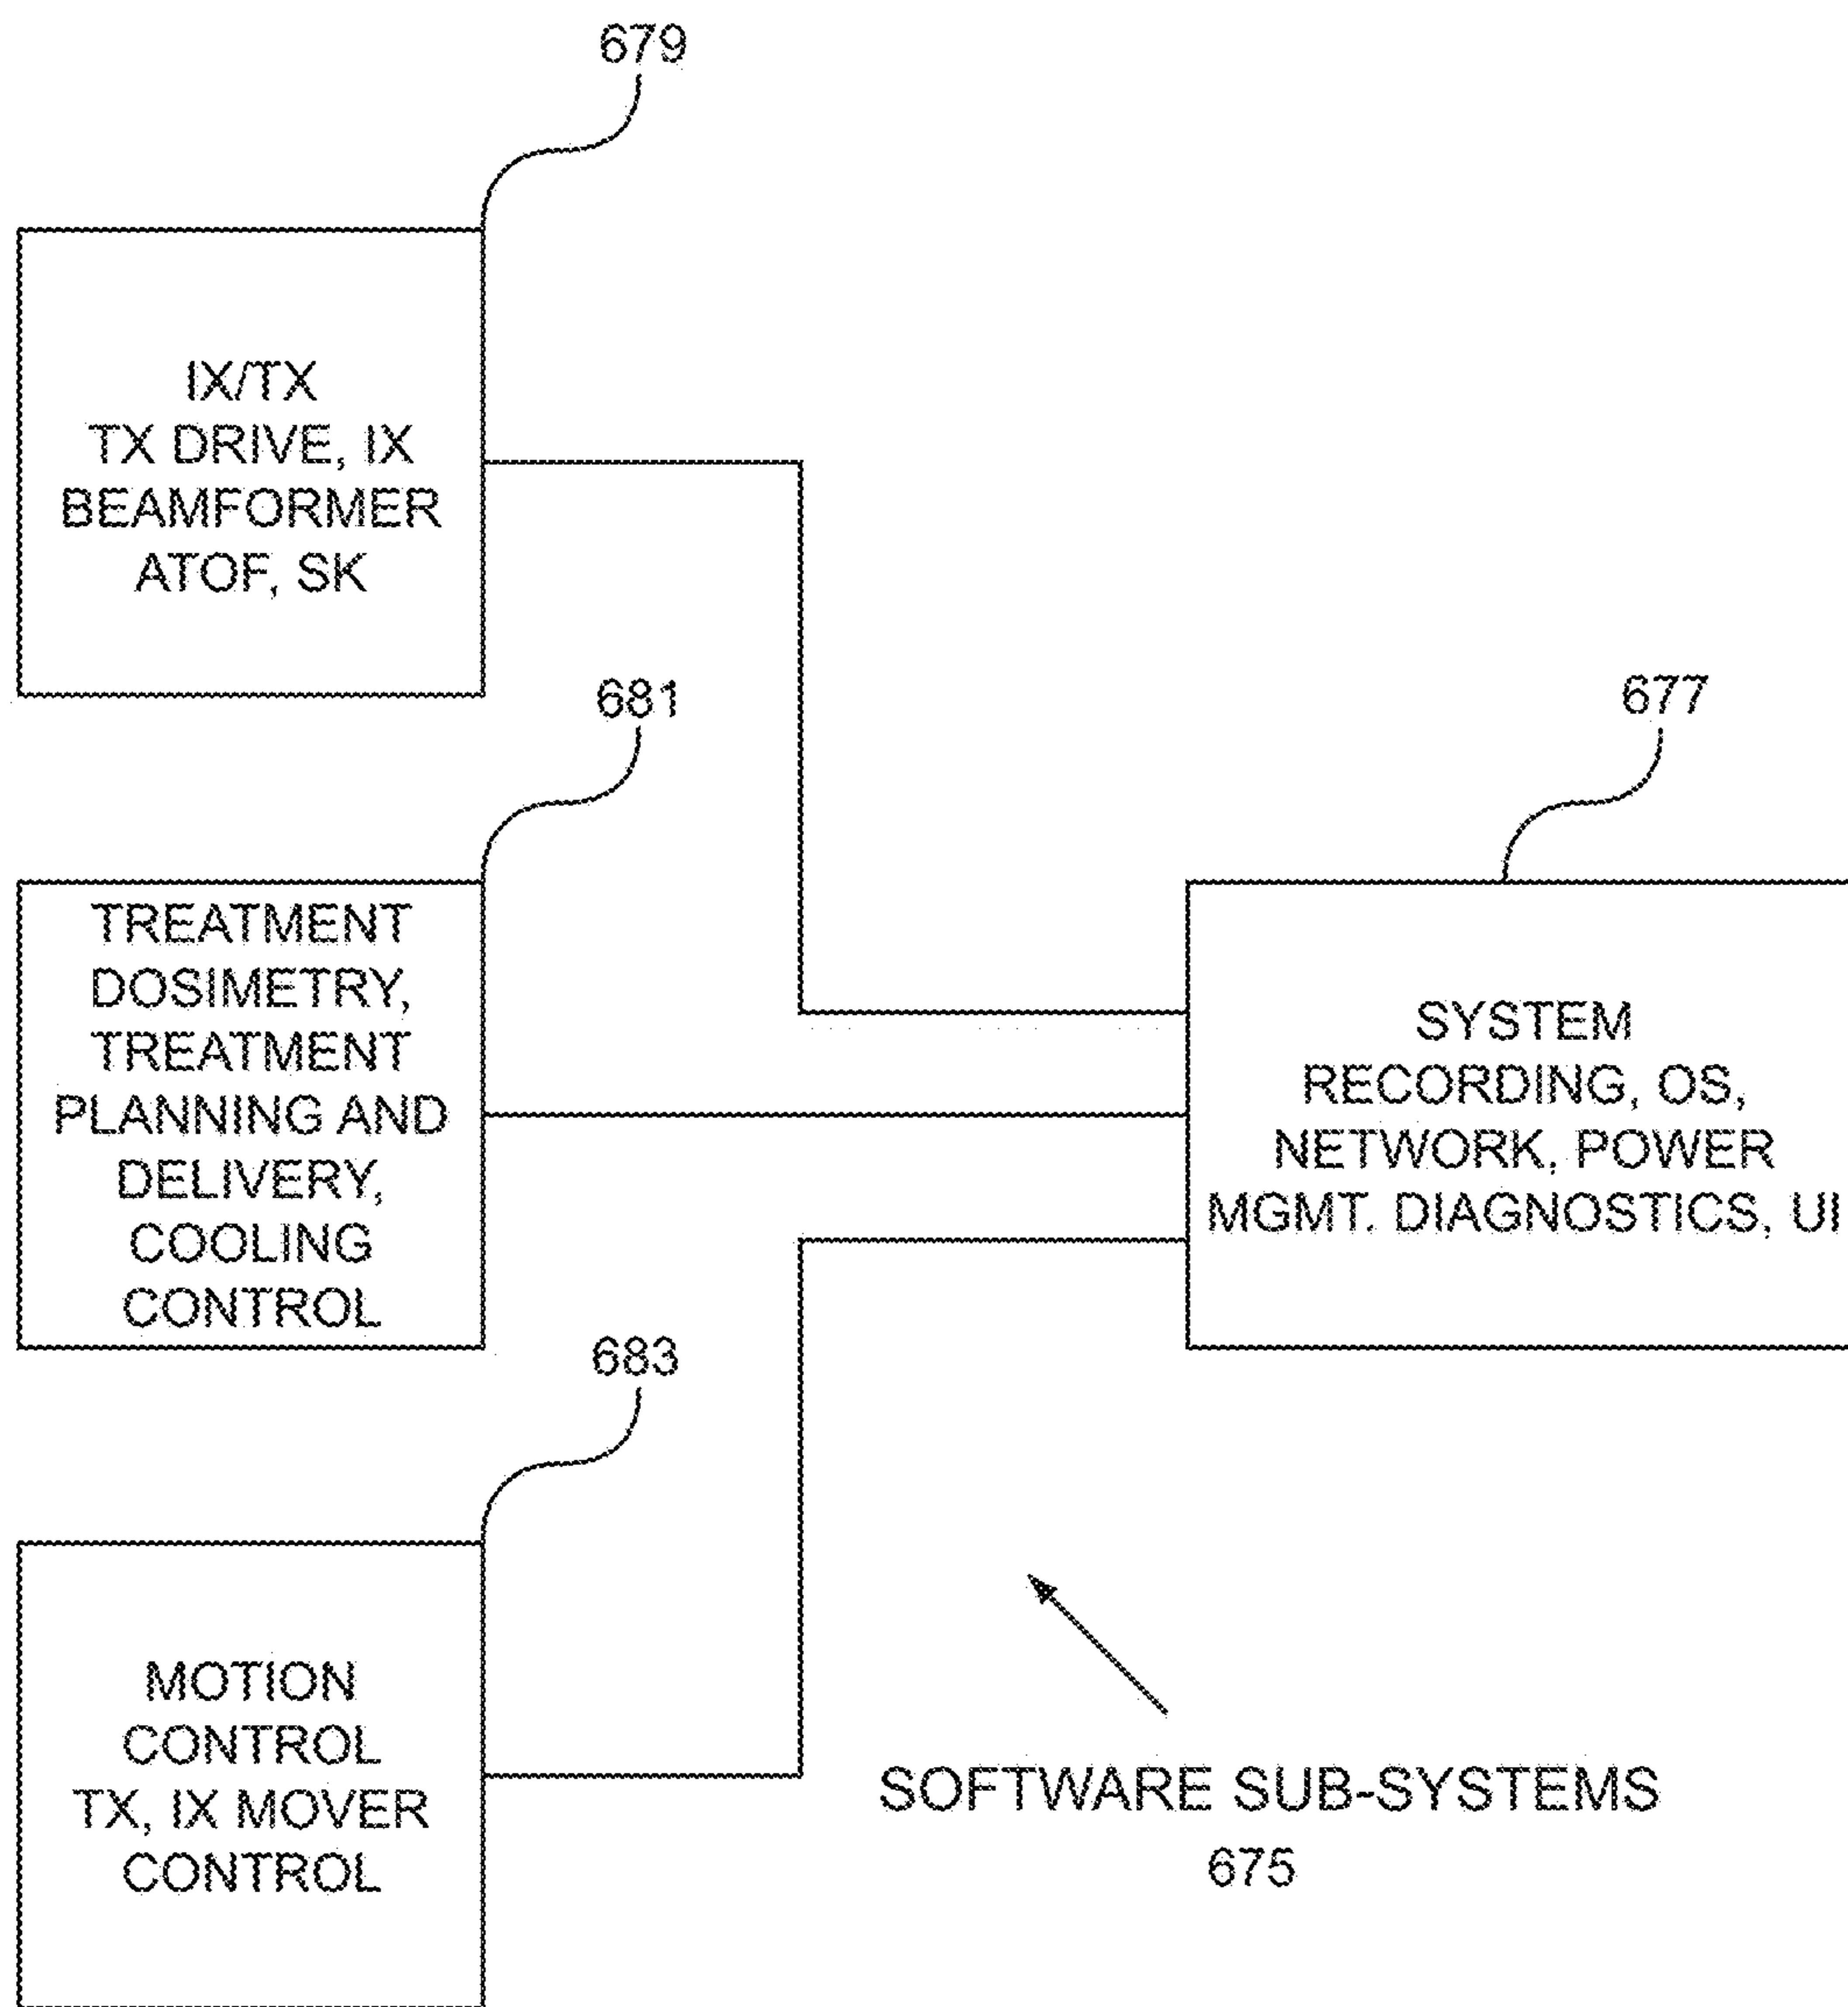 679
IX/TX
TX DRIVE, IX
BEAMFORMER
ATOF, SK
681
TREATMENT
DOSIMETRY,
TREATMENT
PLANNING AND
DELIVERY,
COOLING
CONTROL
677
SYSTEM
RECORDING, OS,
NETWORK, POWER
MGMT. DIAGNOSTICS, UI
683
MOTION
CONTROL
TX, IX MOVER
CONTROL
SOFTWARE SUB-SYSTEMS
675